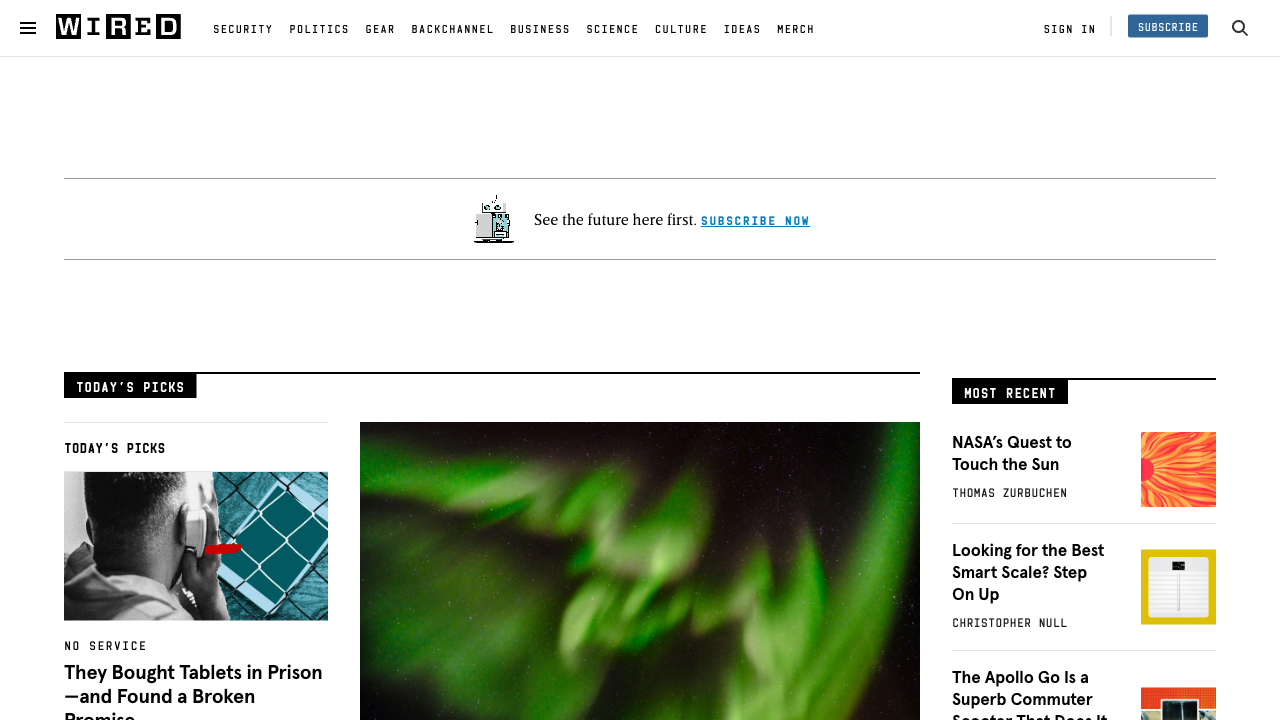 WIRED
SECURITY POLITICS GEAR BACKCHANNEL BUSINESS SCIENCE CULTURE IDEAS MERCH
SIGN IN
SUBSCRIBE
See the future here first. SUBSCRIBE NOW
TODAY'S PICKS
TODAY'S PICKS
NO SERVICE
They Bought Tablets in Prison
—and Found a Broken
Promise
MOST RECENT
NASA’s Quest to
Touch the Sun
THOMAS ZURBUCHEN
Looking for the Best
Smart Scale? Step
On Up
CHRISTOPHER NULL
The Apollo Go Is a
Superb Commuter
Scooter That Does It